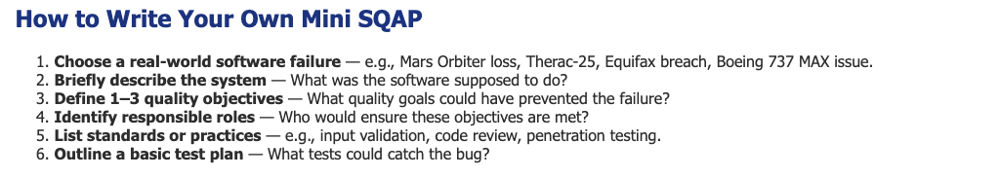 How to Write Your Own Mini SQAP
1. Choose a real-world software failure — e.g., Mars Orbiter loss, Therac-25, Equifax breach, Boeing 737 MAX issue.
2. Briefly describe the system — What was the software supposed to do?
3. Define 1–3 quality objectives — What quality goals could have prevented the failure?
4. Identify responsible roles — Who would ensure these objectives are met?
5. List standards or practices — e.g., input validation, code review, penetration testing.
6. Outline a basic test plan — What tests could catch the bug?